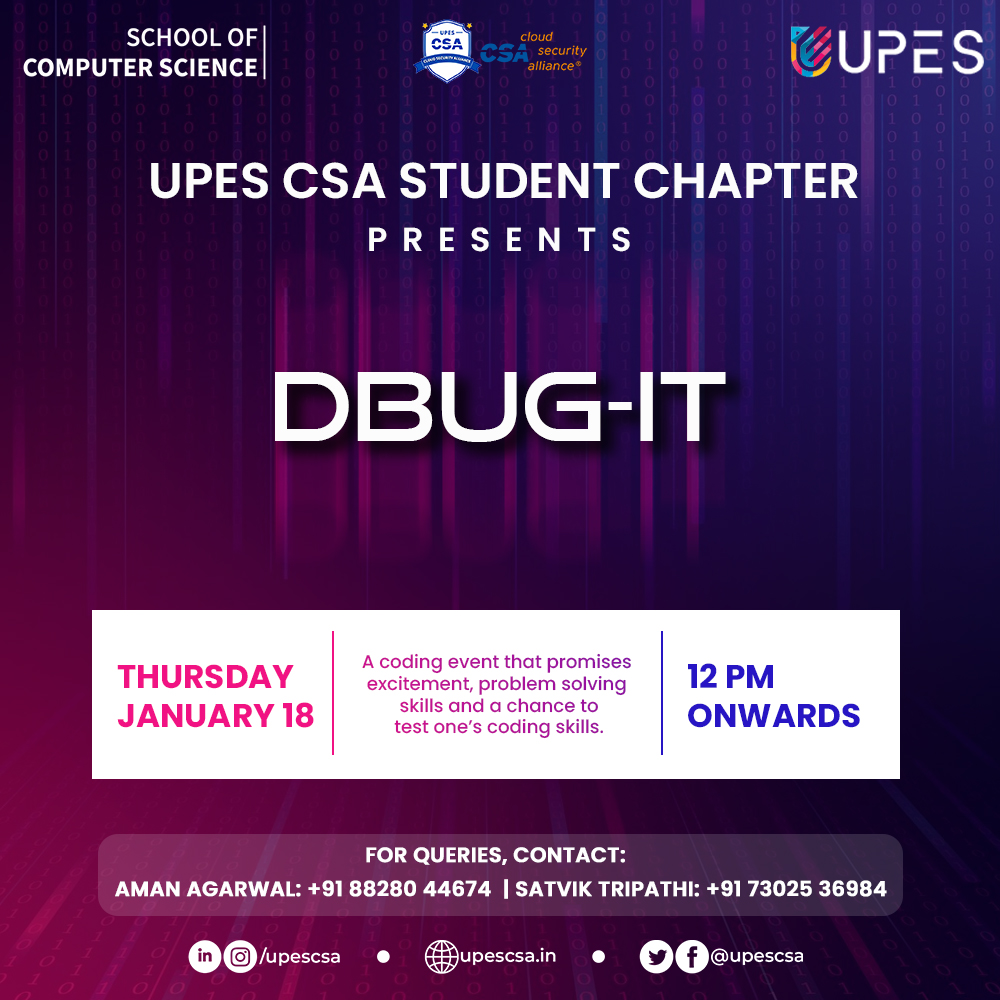 SCHOOL OF
COMPUTER SCIENCE
UPES
CSA
CLOUD SECURITY ALLIANCE
CSA cloud
security
alliance®
UPES
UPES CSA STUDENT CHAPTER
PRESENTS
DBUG-IT
THURSDAY
JANUARY 18
A coding event that promises
excitement, problem solving
skills and a chance to
test one's coding skills.
12 PM
ONWARDS
FOR QUERIES, CONTACT:
AMAN AGARWAL: +91 88280 44674 | SATVIK TRIPATHI: +91 73025 36984
/upescsa • upescsa.in • @upescsa